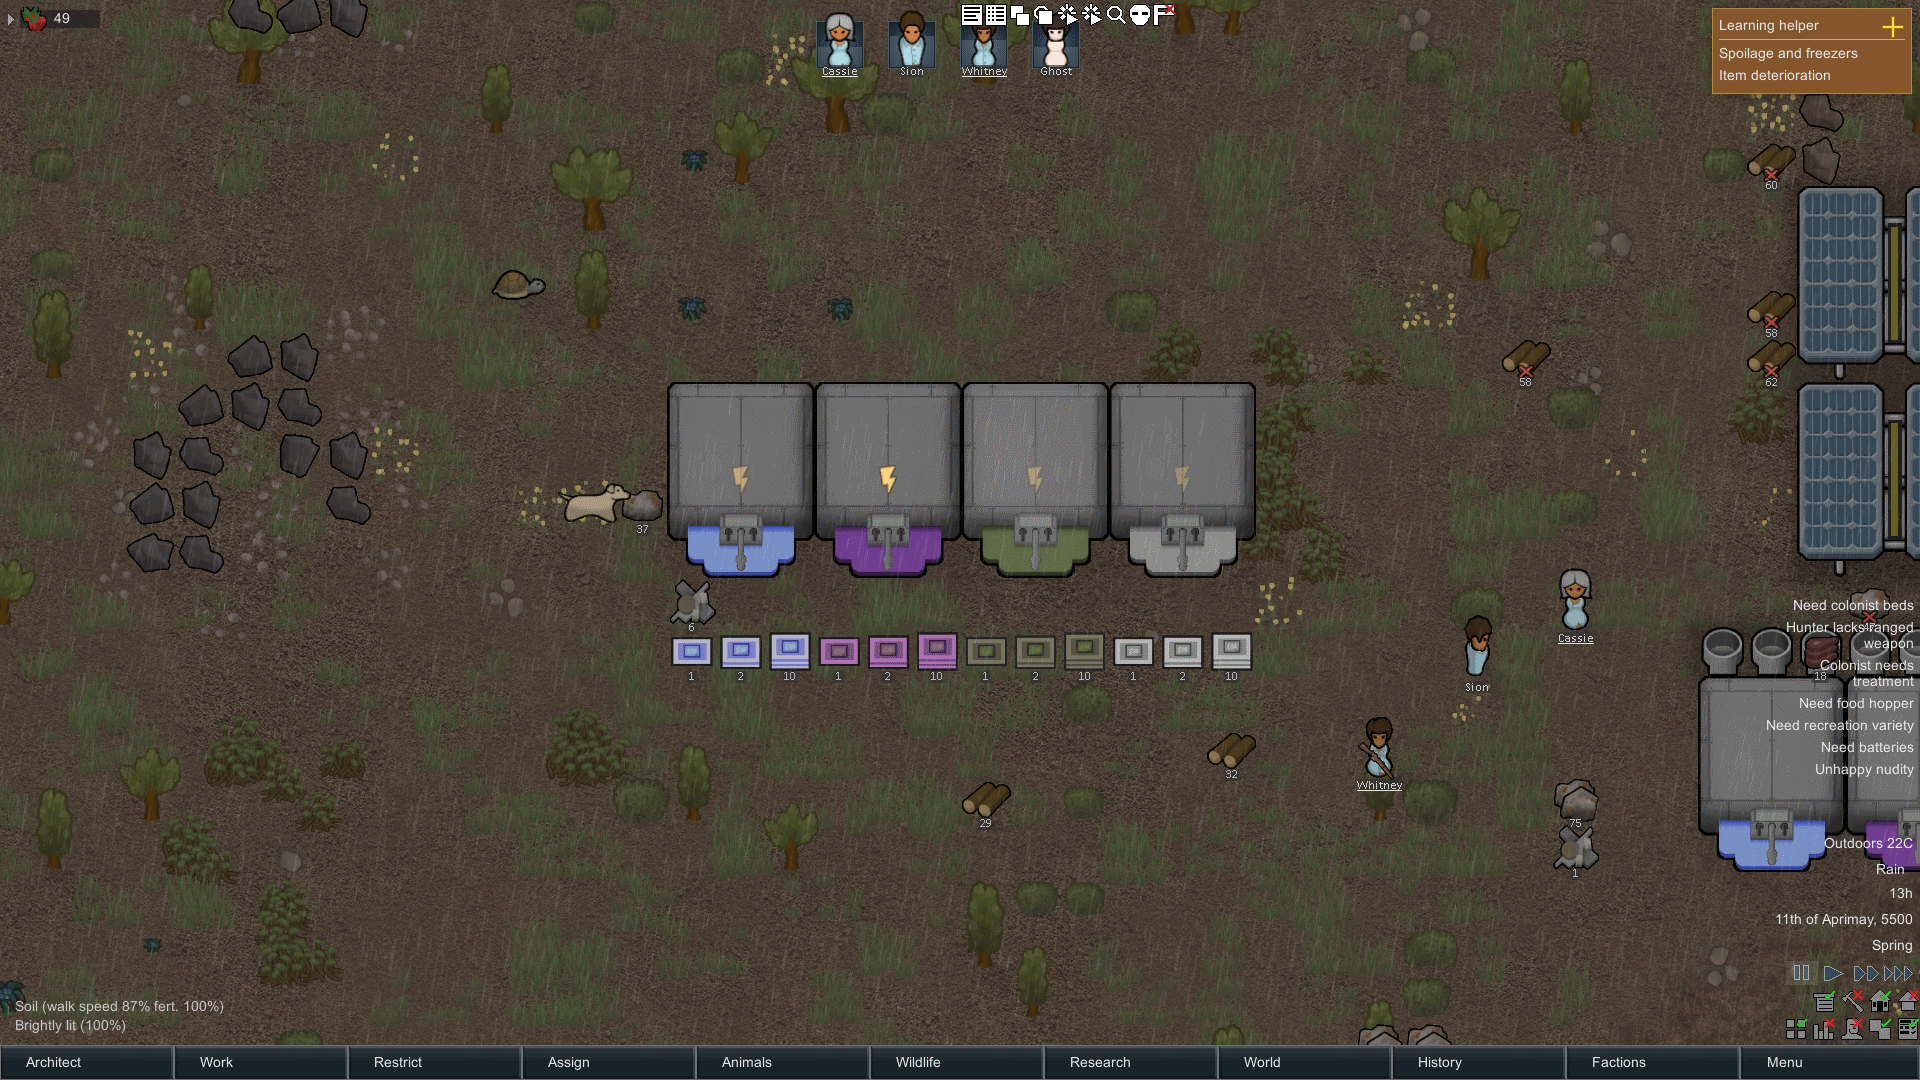 49
Cassie
Sion
Whitney
Ghost
Learning helper
Spoilage and freezers
Item deterioration
60
58
62
58
37
6
1
2
10
1
2
10
1
2
10
1
2
10
Cassie
Sion
Whitney
32
29
75
1
18
Need colonist beds
Hunter lacks ranged
weapon
Colonist needs
treatment
Need food hopper
Need recreation variety
Need batteries
Unhappy nudity
Outdoors 22C
Rain
13h
11th of Aprimay, 5500
Spring
Soil (walk speed 87% fert. 100%)
Brightly lit (100%)
Architect
Work
Restrict
Assign
Animals
Wildlife
Research
World
History
Factions
Menu